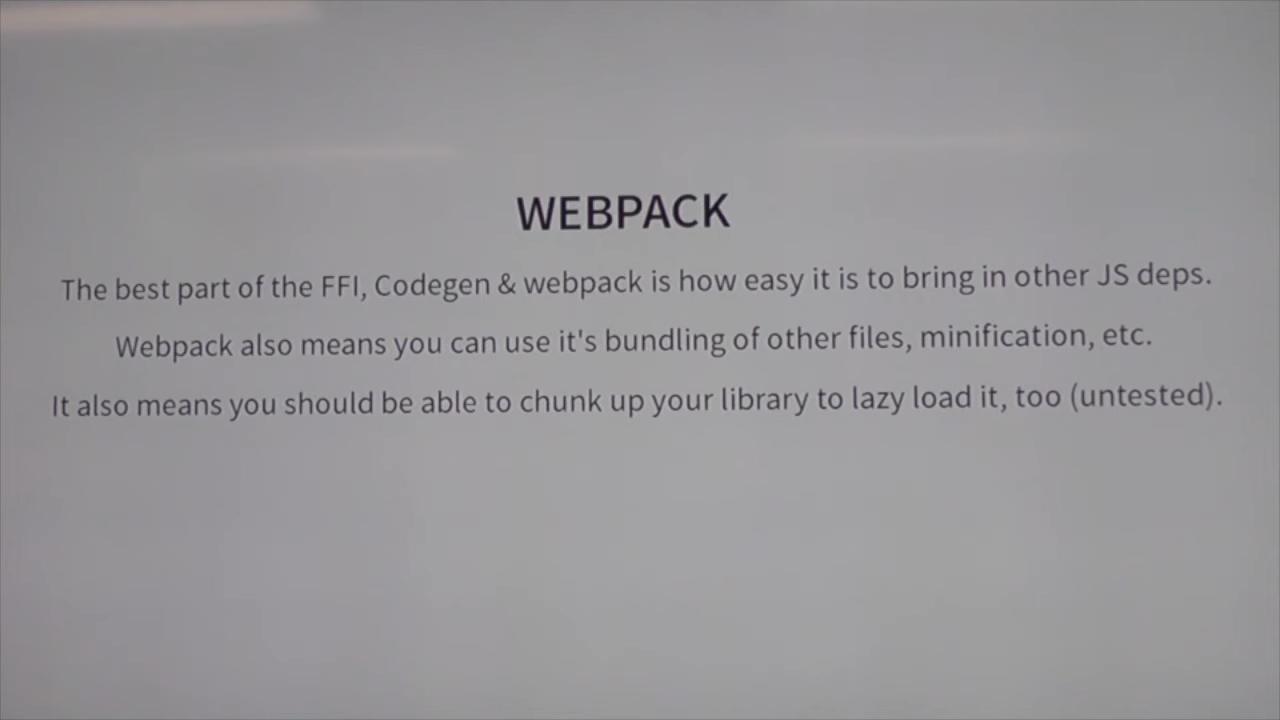 WEBPACK
The best part of the FFI, Codegen & webpack is how easy it is to bring in other JS deps.
Webpack also means you can use it's bundling of other files, minification, etc.
It also means you should be able to chunk up your library to lazy load it, too (untested).